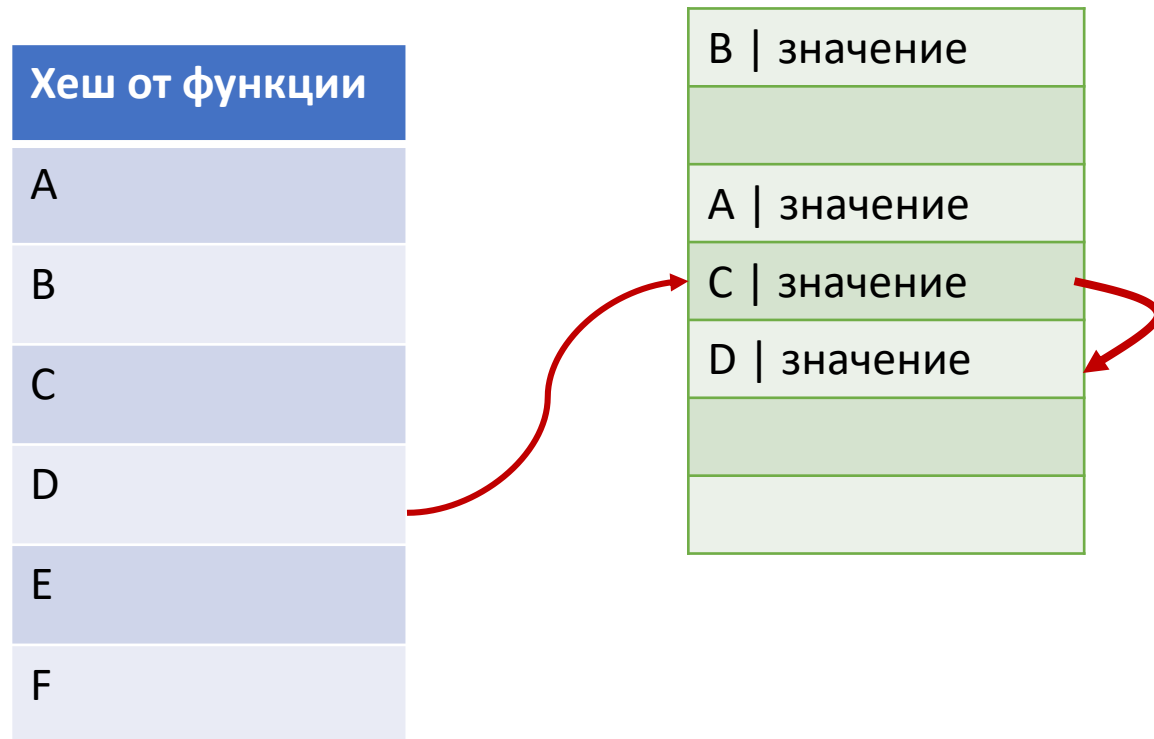 Хеш от функции
A
B
C
D
E
F
B | значение
A | значение
C | значение
D | значение